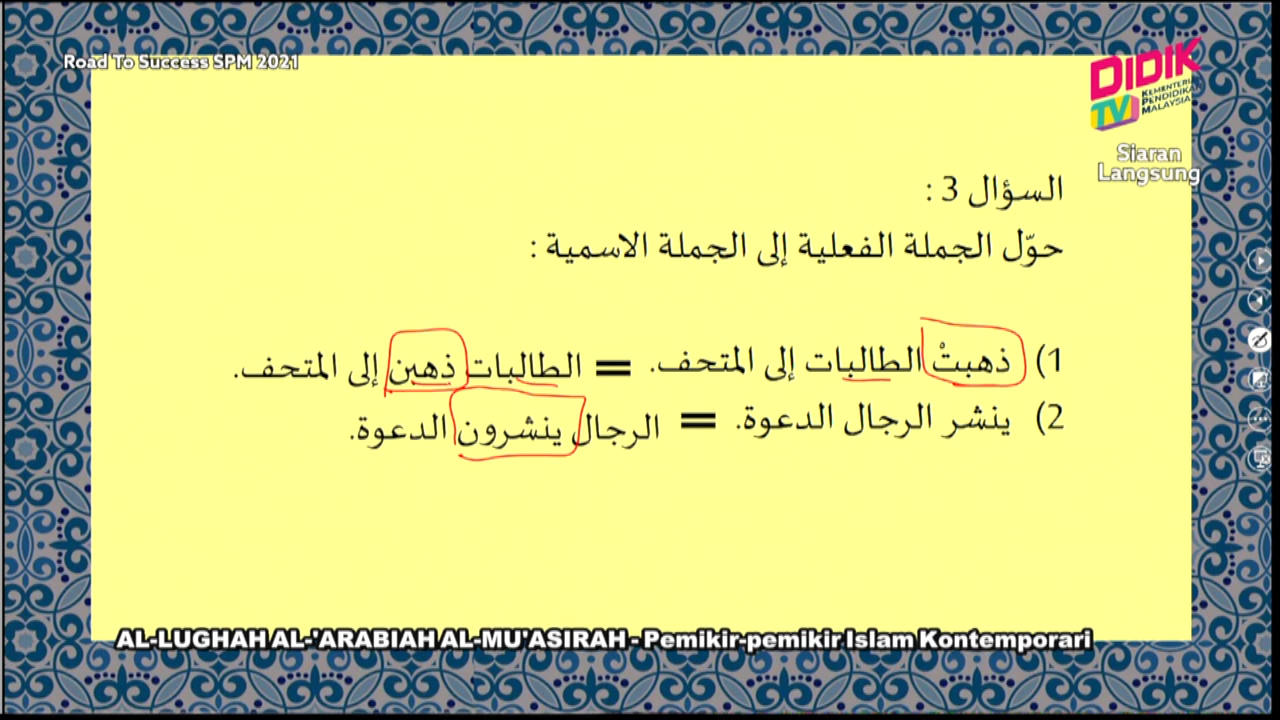 Road To Success SPM 2021
DIDIK
TV KEMENTERIAN PENDIDIKAN MALAYSIA
Siaran
Langsung
السؤال 3 :
حوّل الجملة الفعلية إلى الجملة الاسمية :
1) ذهبتْ الطالبات إلى المتحف. = الطالبات ذهبن إلى المتحف.
2) ينشر الرجال الدعوة. = الرجال ينشرون الدعوة.
AL-LUGHAH AL-'ARABIAH AL-MU'ASIRAH - Pemikir-pemikir Islam Kontemporari